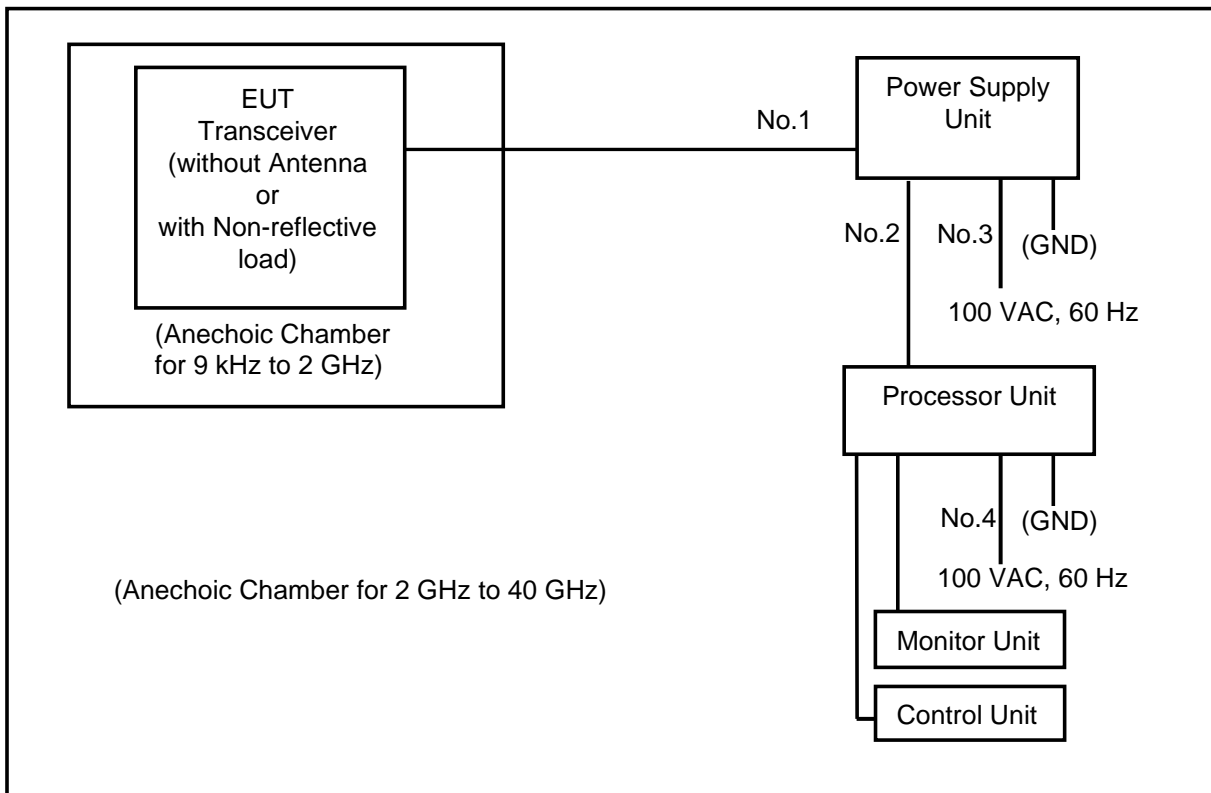 EUT
Transceiver
(without Antenna
or
with Non-reflective
load)
(Anechoic Chamber
for 9 kHz to 2 GHz)
No.1
Power Supply
Unit
No.2
No.3
(GND)
100 VAC, 60 Hz
Processor Unit
No.4
(GND)
100 VAC, 60 Hz
(Anechoic Chamber for 2 GHz to 40 GHz)
Monitor Unit
Control Unit